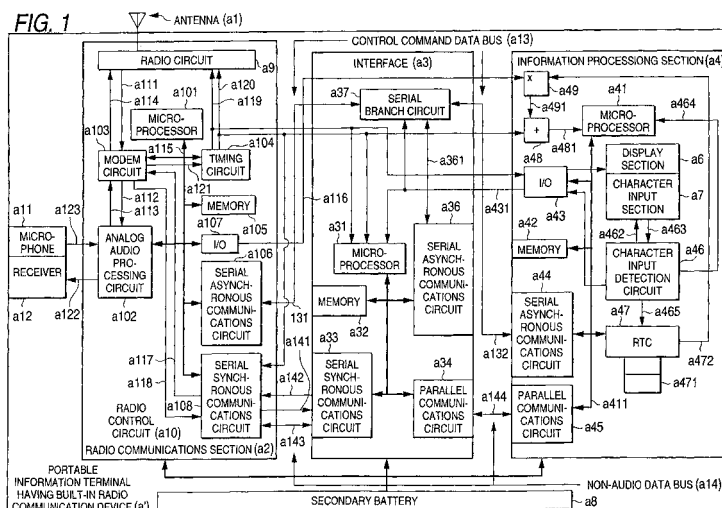 FIG. 1
ANTENNA (a1)
CONTROL COMMAND DATA BUS (a13)
RADIO CIRCUIT
a9
INTERFACE (a3)
INFORMATION PROCESSIONG SECTION (a4)
a111
a114
a101
a120
a119
a37
SERIAL
BRANCH CIRCUIT
x
a49
a491
a41
a464
MICRO-
PROCESSOR
a103
a115
a104
MICRO-
PROCESSOR
+
a48
a481
MODEM
CIRCUIT
TIMING
CIRCUIT
a121
a116
a361
DISPLAY
SECTION
a6
a112
a113
a107
MEMORY
a105
a36
a431
I/O
a43
CHARACTER
INPUT
SECTION
a7
a11
a123
MICRO-
PHONE
RECEIVER
a12
a122
ANALOG
AUDIO
PRO-
CESSING
CIRCUIT
a102
I/O
a106
a31
MICRO-
PROCESSOR
SERIAL
ASYNCH-
RONOUS
COMMUNI-
CATIONS
CIRCUIT
a42
MEMORY
a462
a463
a46
CHARACTER
INPUT
DETECTION
CIRCUIT
SERIAL
ASYNCH-
RONOUS
COMMUNI-
CATIONS
CIRCUIT
131
a141
MEMORY
a32
a44
SERIAL
ASYNCH-
RONOUS
COMMUNI-
CATIONS
CIRCUIT
a132
a47
a465
RTC
a472
a471
a117
a118
a108
SERIAL
SYNCH-
RONOUS
COMMUNI-
CATIONS
CIRCUIT
a142
a143
a33
SERIAL
SYNCH-
RONOUS
COMMUNI-
CATIONS
CIRCUIT
a34
PARALLEL
COMMUNI-
CATIONS
CIRCUIT
a144
PARALLEL
COMMUNI-
CATIONS
CIRCUIT
a411
a45
RADIO
CONTROL
CIRCUIT (a10)
RADIO COMMUNICATIONS SECTION (a2)
PORTABLE
INFORMATION TERMINAL
HAVING BUILT-IN RADIO
COMMUNICATION DEVICE (a')
NON-AUDIO DATA BUS (a14)
SECONDARY BATTERY
a8